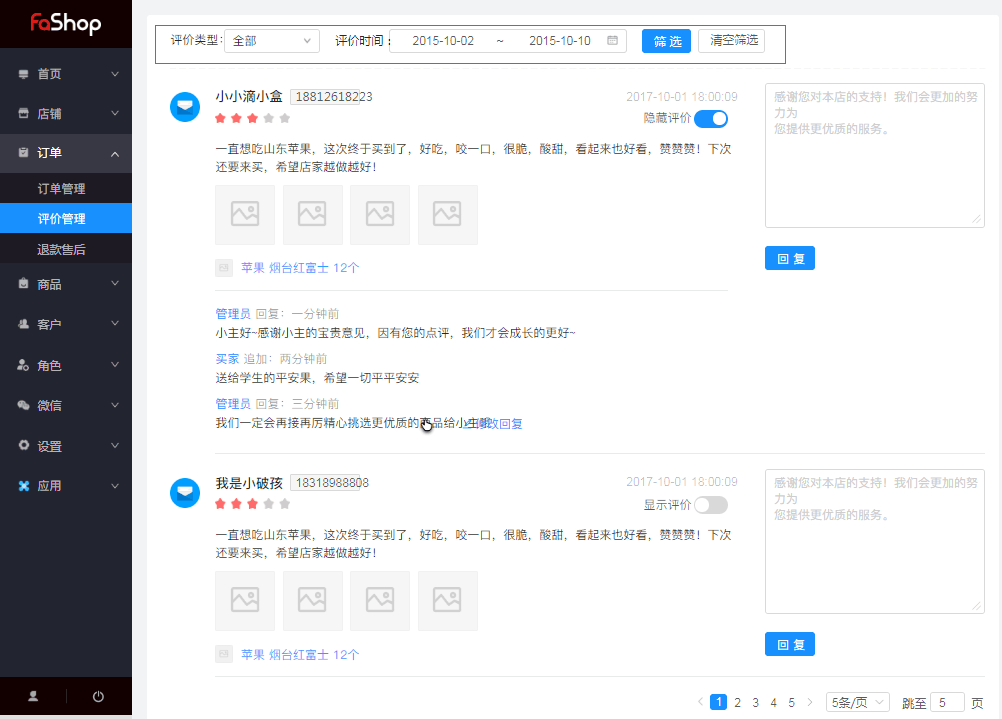 faShop
首页
店铺
订单
订单管理
评价管理
退款售后
商品
客户
角色
微信
设置
应用
评价类型: 全部 评价时间: 2015-10-02 ~ 2015-10-10 筛 选 清空筛选
小小滴小盒 18812618223 2017-10-01 18:00:09
隐藏评价
一直想吃山东苹果，这次终于买到了，好吃，咬一口，很脆，酸甜，看起来也好看，赞赞赞！下次
还要来买，希望店家越做越好！
苹果 烟台红富士 12个
感谢您对本店的支持！我们会更加的努
力为
您提供更优质的服务。
回 复
管理员 回复：一分钟前
小主好~感谢小主的宝贵意见，因有您的点评，我们才会成长的更好~
买家 追加：两分钟前
送给学生的平安果，希望一切平平安安
管理员 回复：三分钟前
我们一定会再接再厉精心挑选更优质的商品给小主哦 修改回复
我是小破孩 18318988808 2017-10-01 18:00:09
显示评价
一直想吃山东苹果，这次终于买到了，好吃，咬一口，很脆，酸甜，看起来也好看，赞赞赞！下次
还要来买，希望店家越做越好！
苹果 烟台红富士 12个
感谢您对本店的支持！我们会更加的努
力为
您提供更优质的服务。
回 复
1 2 3 4 5 5条/页 跳至 5 页